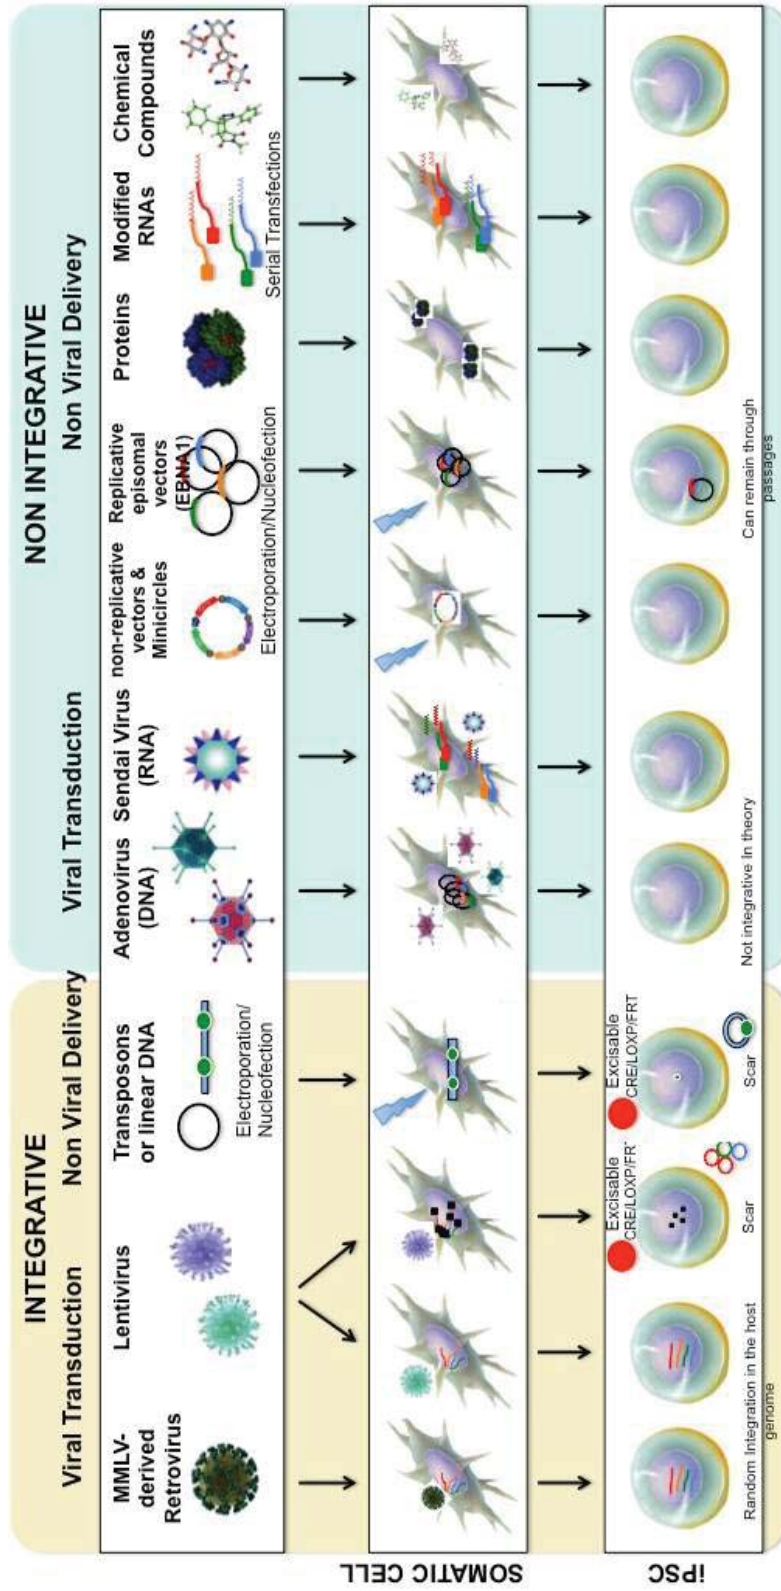 INTEGRATIVE
NON INTEGRATIVE
Viral Transduction
Non Viral Delivery
Viral Transduction
Non Viral Delivery
MMLV-
derived
Retrovirus
Lentivirus
Transposons
or linear DNA
Electroporation/
Nucleofection
Adenovirus
(DNA)
Sendai Virus
(RNA)
non-replicative
vectors &
Minicircles
Replicative
episomal
vectors
(EBNA1)
Electroporation/Nucleofection
Proteins
Modified
RNAs
Serial Transfections
Chemical
Compounds
SOMATIC CELL
iPSC
Excisable
CRE/LOXP/FR
Excisable
CRE/LOXP/FRT
Random Integration in the host
genome
Scar
Scar
Not integrative in theory
Can remain through
passages